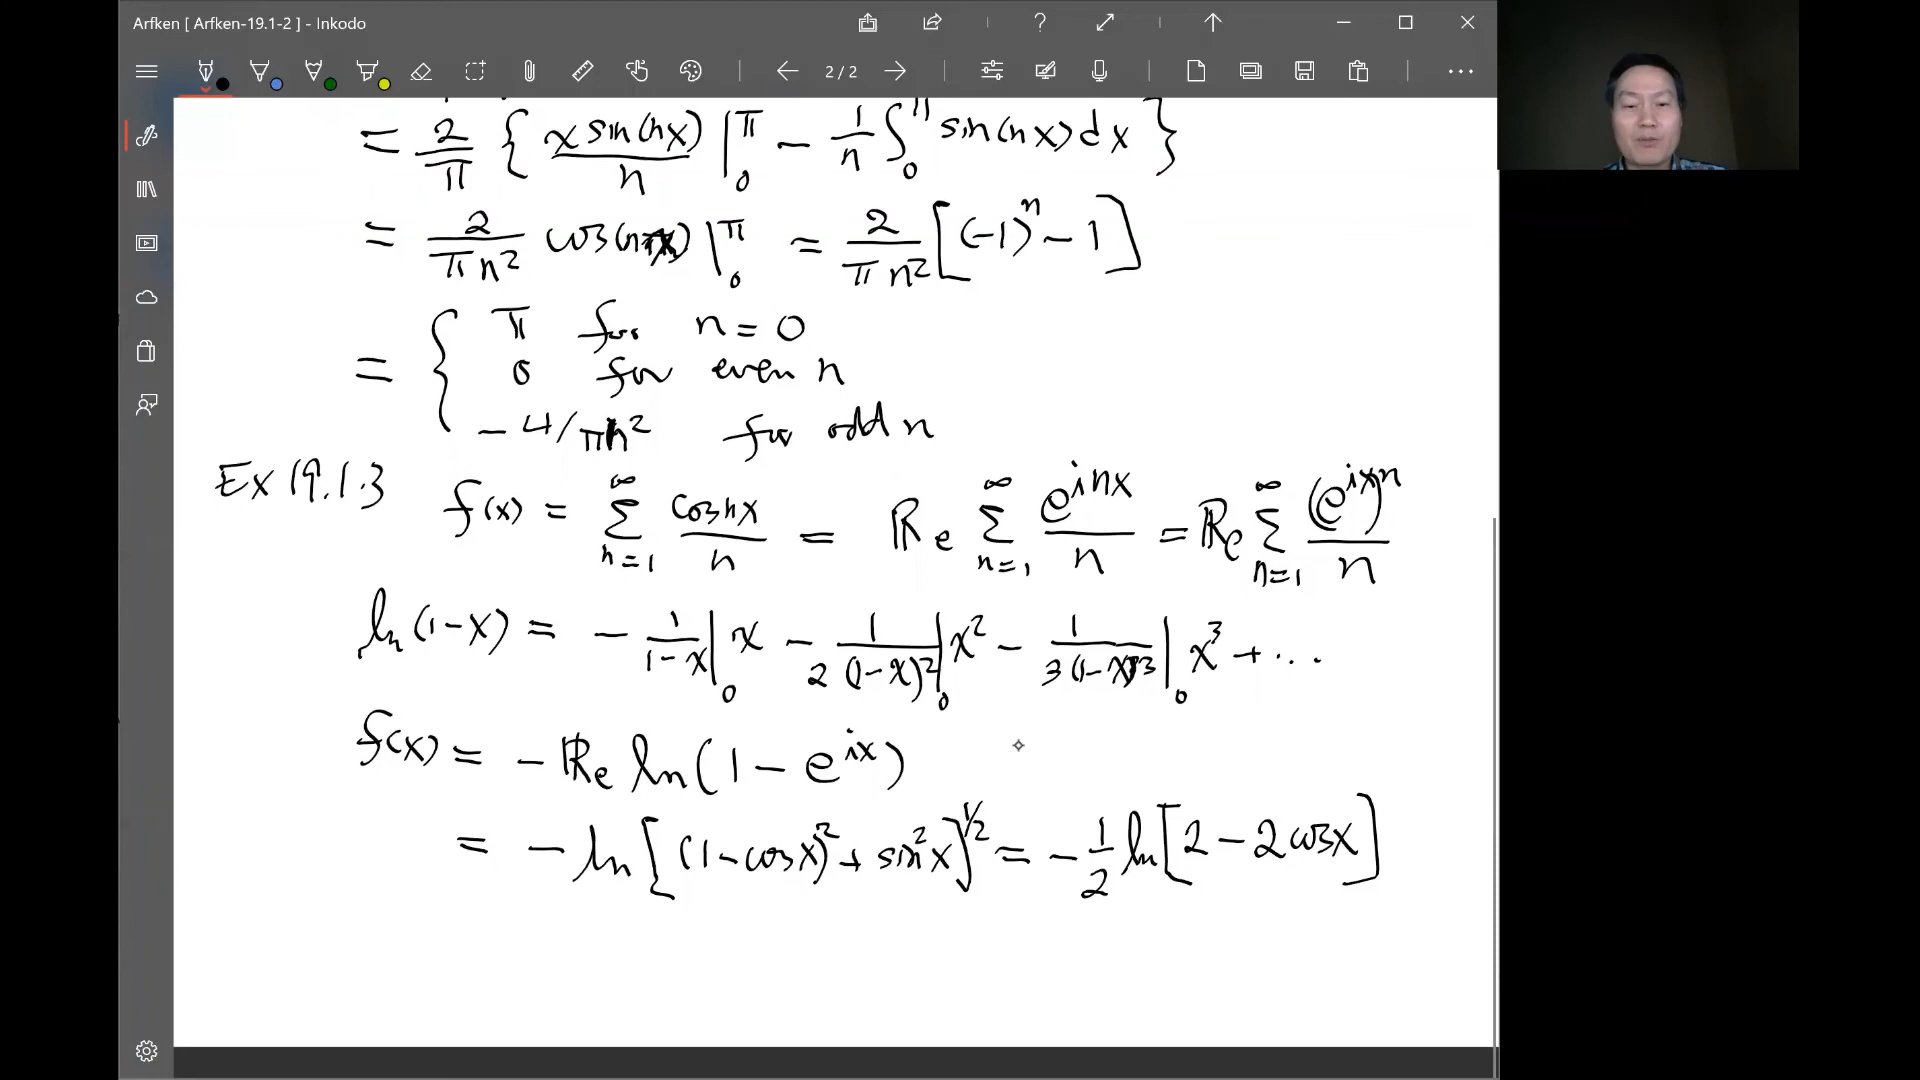 Arfken [ Arfken-19.1-2 ] - Inkodo
2 / 2
= 2/π { x sin(nx)/n |₀^π − 1/n ∫₀^π sin(nx) dx }
= 2/(πn²) cos(nx) |₀^π = 2/(πn²) [(-1)ⁿ − 1]
= { π for n = 0
0 for even n
− 4/πn² for odd n
Ex 19.1.3 f(x) = Σ_{n=1}^∞ cos nx / n = Re Σ_{n=1}^∞ e^{inx} / n = Re Σ_{n=1}^∞ (e^{ix})ⁿ / n
ln(1-x) = − 1/(1-x) |₀ x − 1/(2(1-x)²) |₀ x² − 1/(3(1-x)³) |₀ x³ + ...
f(x) = − Re ln(1 − e^{ix})
= − ln[(1-cosx)² + sin²x]^{1/2} = − 1/2 ln[2 − 2cosx]